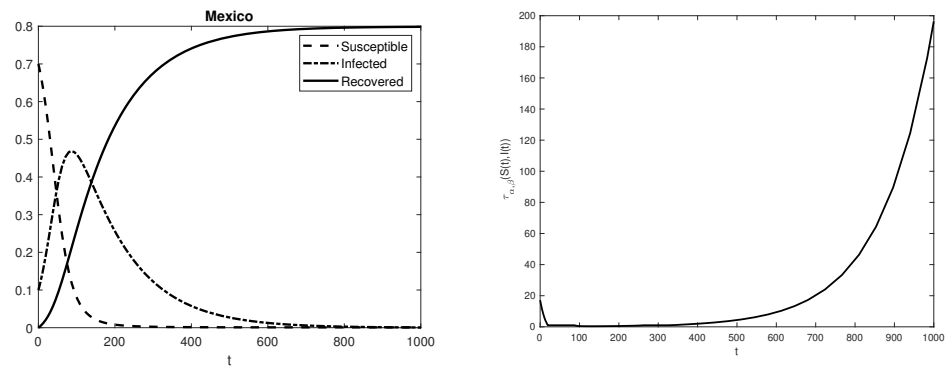 Mexico
0.8
0.7
0.6
0.5
0.4
0.3
0.2
0.1
0
Susceptible
Infected
Recovered
0 200 400 600 800 1000
t
200
180
160
140
120
100
80
60
40
20
0
τα,β(S(t),I(t))
0 100 200 300 400 500 600 700 800 900 1000
t